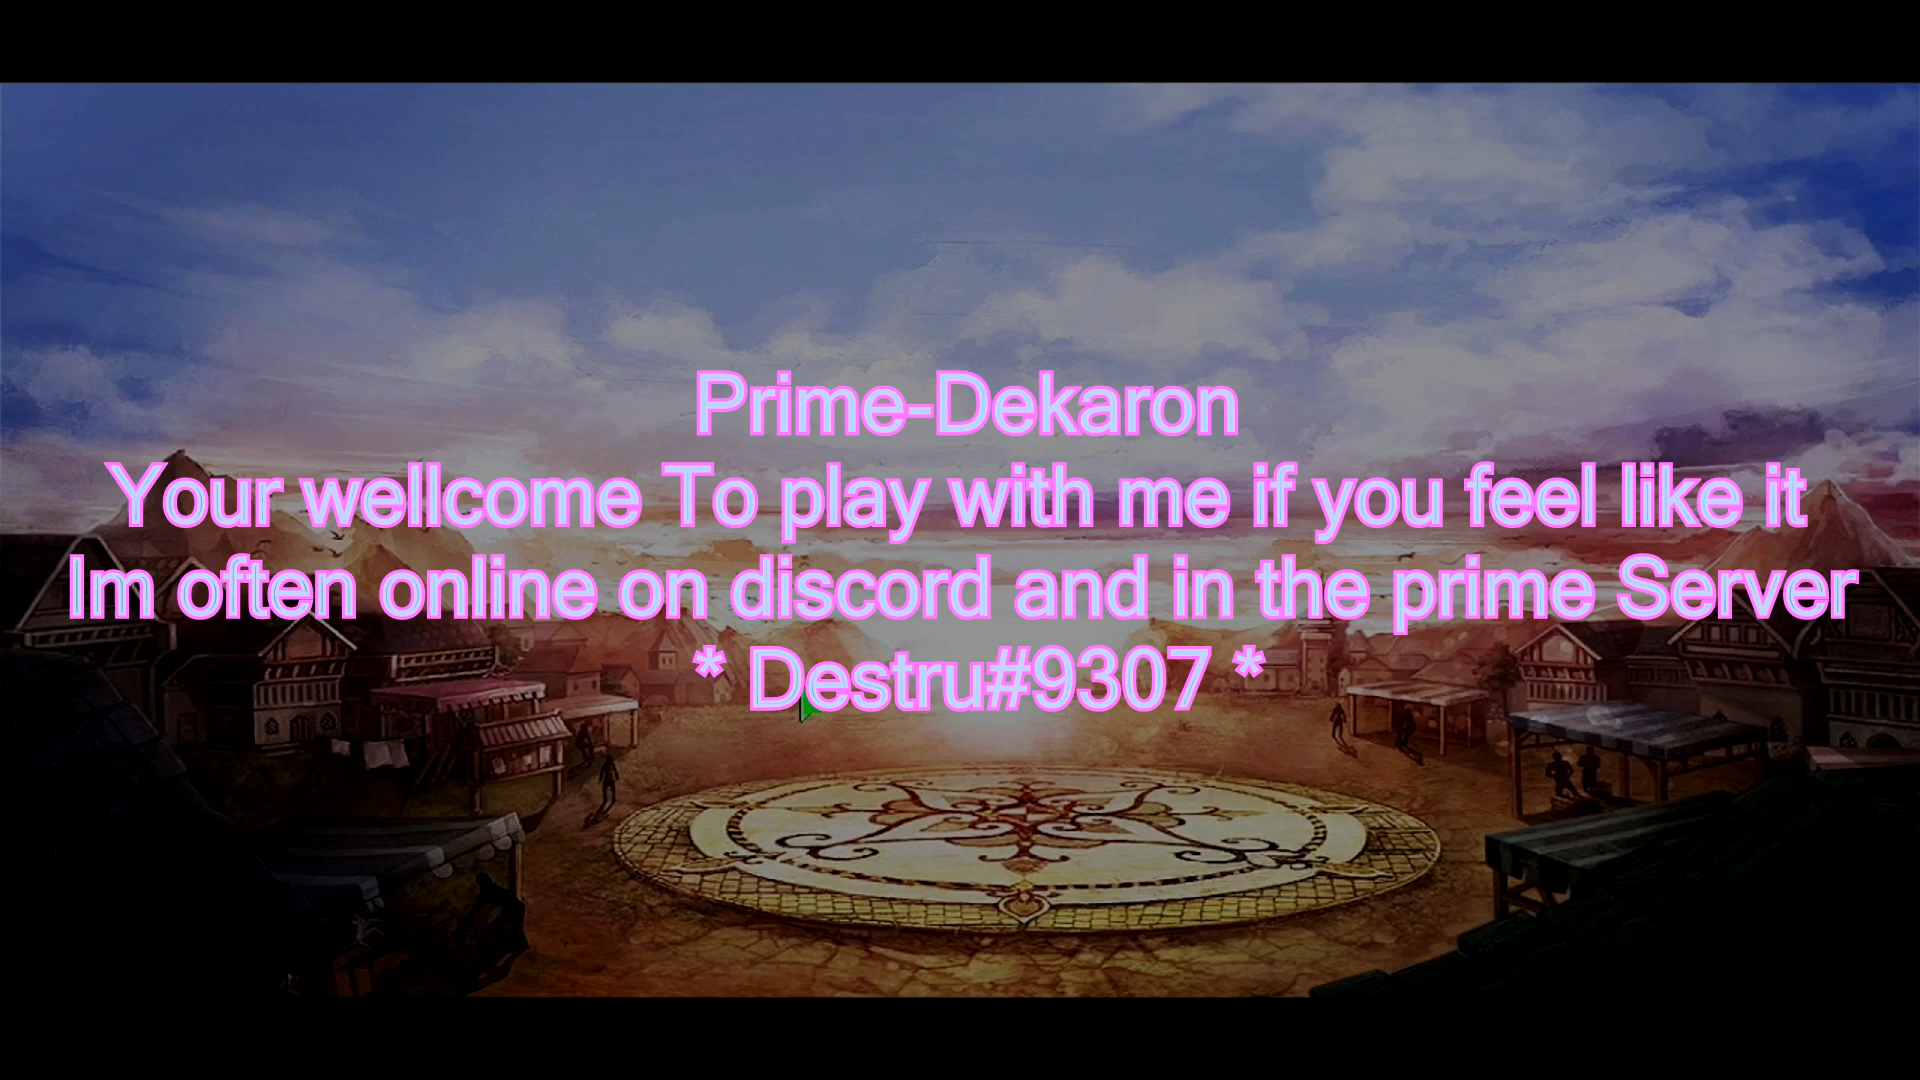 Prime-Dekaron
Your wellcome To play with me if you feel like it
Im often online on discord and in the prime Server
* Destru#9307 *